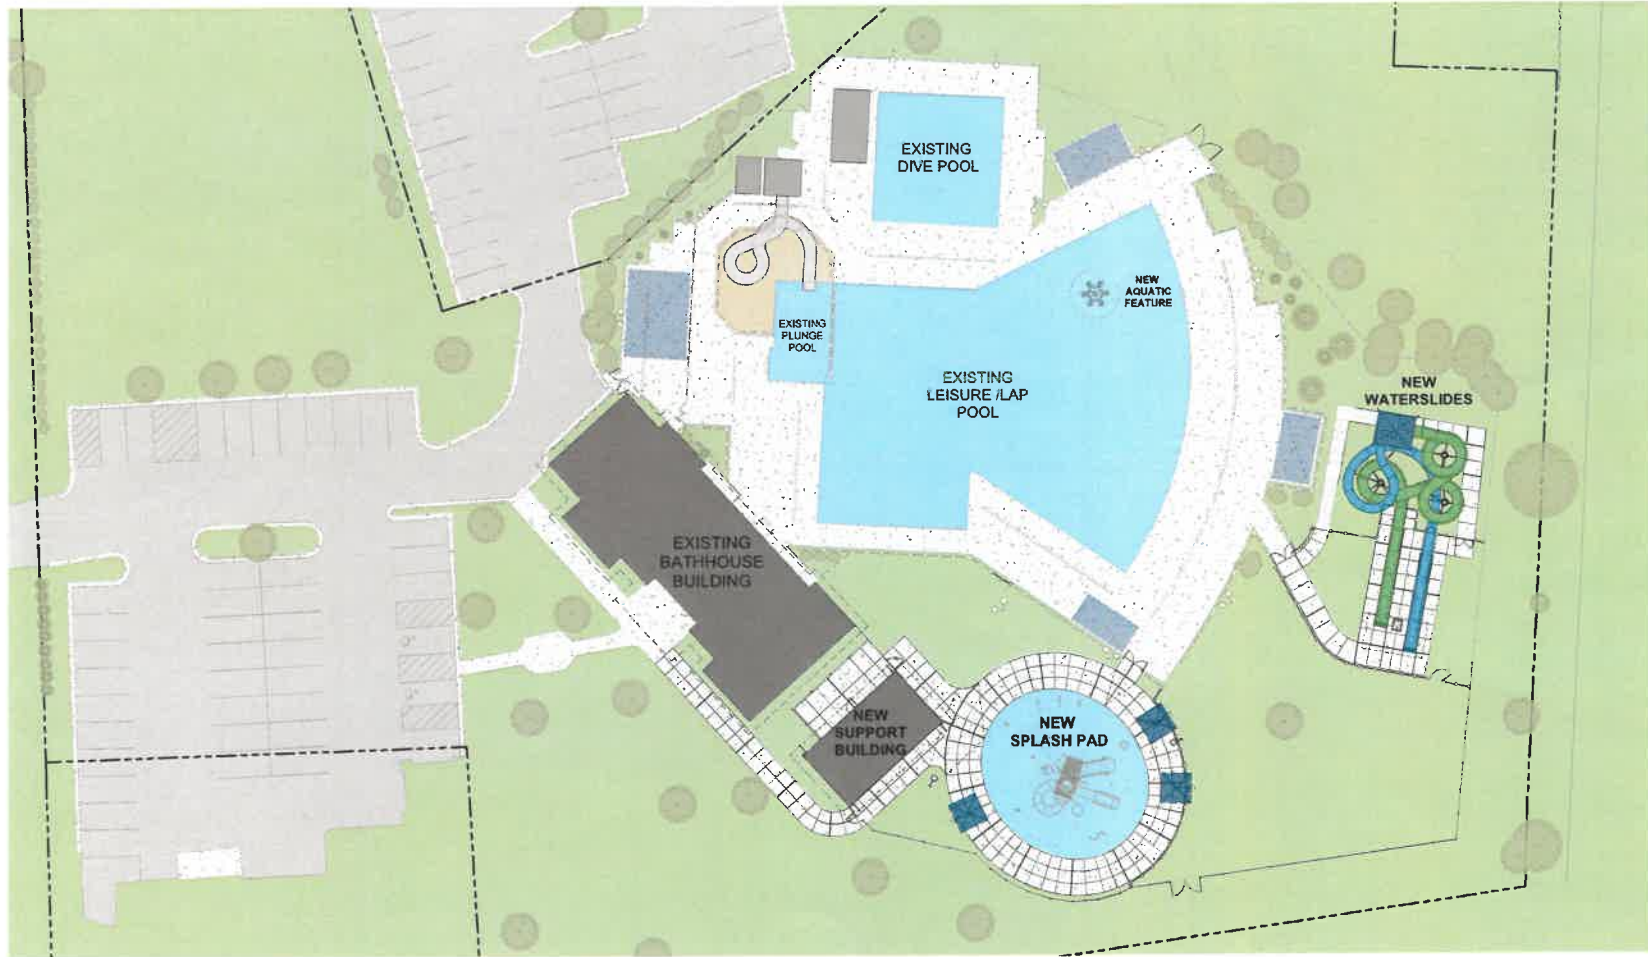 EXISTING
DIVE POOL
NEW
AQUATIC
FEATURE
EXISTING
PLUNGE
POOL
EXISTING
LEISURE /LAP
POOL
NEW
WATERSLIDES
EXISTING
BATHHOUSE
BUILDING
NEW
SUPPORT
BUILDING
NEW
SPLASH PAD